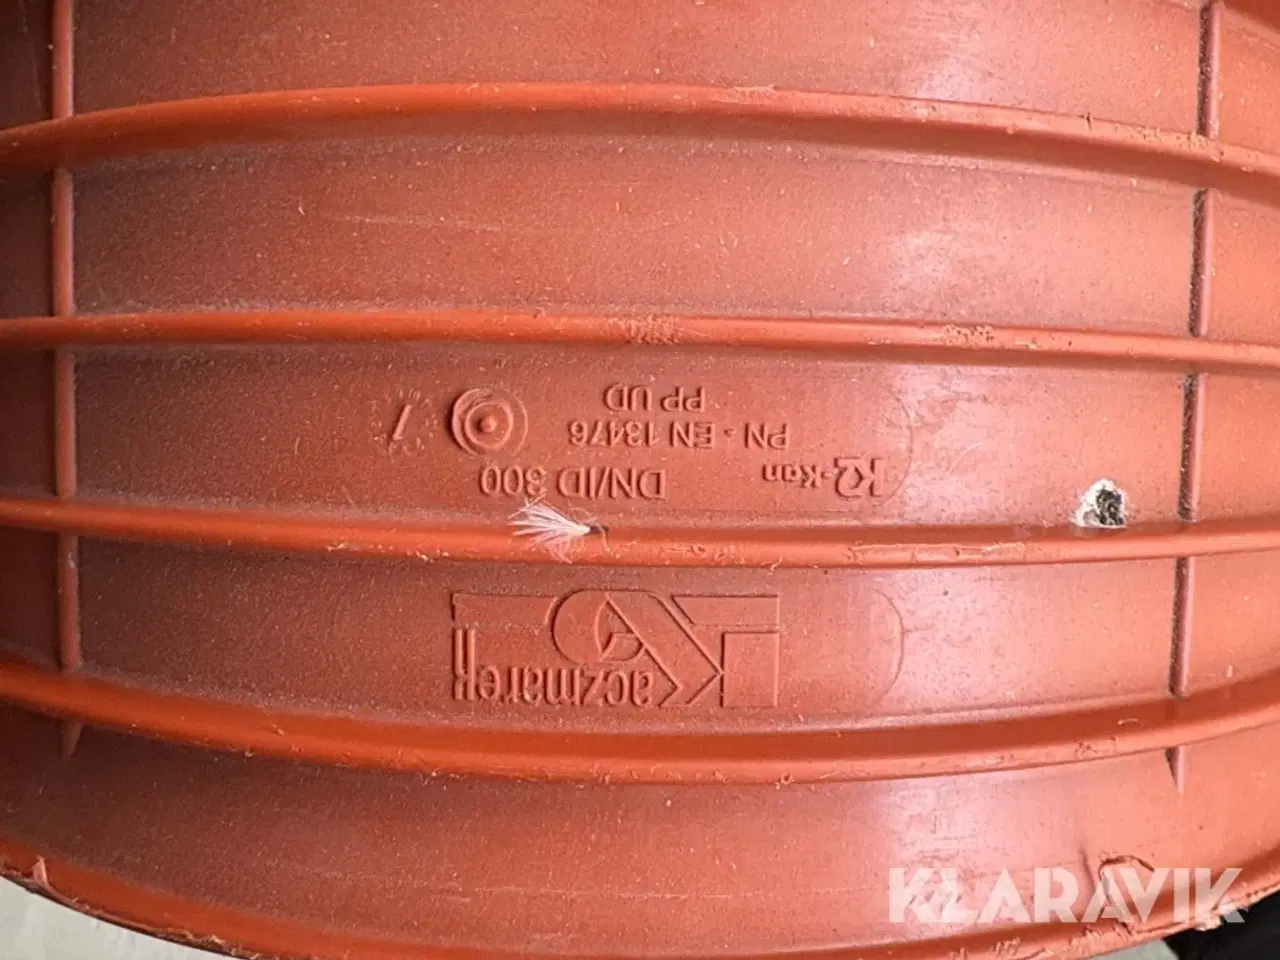 Kaczmarek
K2-Kan DN/ID 300
PN - EN 13476
PP UD
KLARAVIK